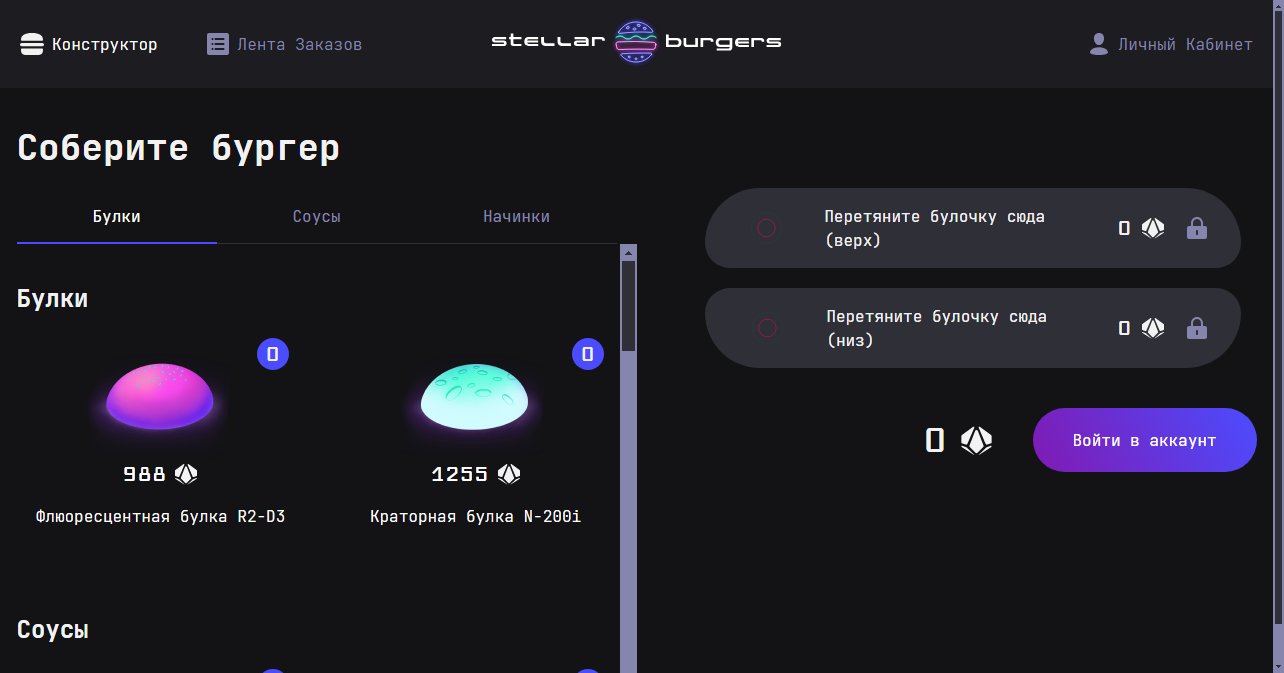 Конструктор
Лента Заказов
stellar burgers
Личный Кабинет
Соберите бургер
Булки
Соусы
Начинки
Булки
0
0
988
1255
Флюоресцентная булка R2-D3
Краторная булка N-200i
Соусы
Перетяните булочку сюда
(верх)
0
Перетяните булочку сюда
(низ)
0
0
Войти в аккаунт